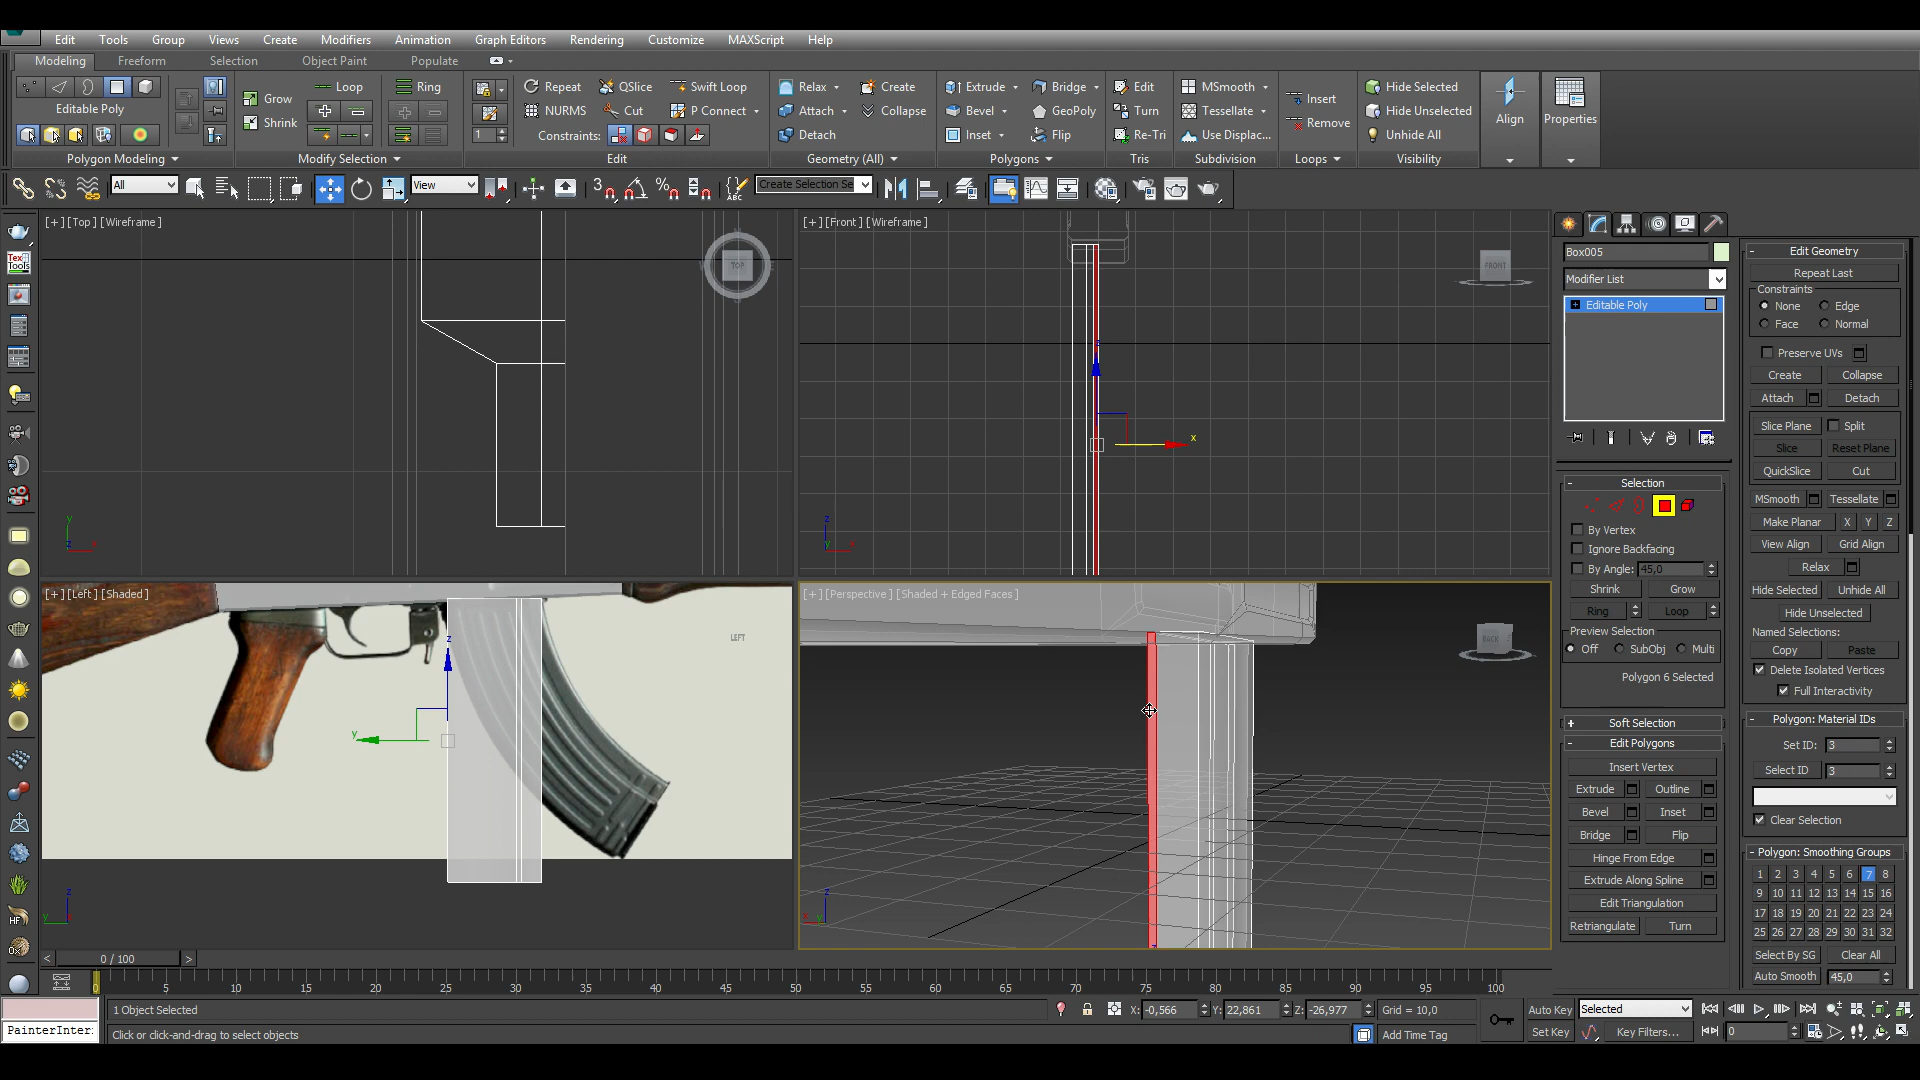 Edit Tools Group Views Create Modifiers Animation Graph Editors Rendering Customize MAXScript Help
Modeling Freeform Selection Object Paint Populate
Loop Ring Repeat QSlice Swift Loop Relax Create Extrude Bridge Edit MSmooth Hide Selected
Editable Poly Grow NURMS Cut P Connect Attach Collapse Bevel GeoPoly Turn Tessellate Insert Hide Unselected Align Properties
Shrink 1 Constraints: Detach Inset Flip Re-Tri Use Displac... Remove Unhide All
Polygon Modeling Modify Selection Edit Geometry (All) Polygons Tris Subdivision Loops Visibility
All View 3 ABC Create Selection Se
[+] [Top] [Wireframe]
TOP
[+] [Front] [Wireframe]
FRONT
x
[+] [Left] [Shaded]
LEFT
z
y
[+] [Perspective] [Shaded + Edged Faces]
BACK
Tex
Tools
HF
Box005
Modifier List
Editable Poly
- Selection
By Vertex
Ignore Backfacing
By Angle: 45,0
Shrink Grow
Ring Loop
Preview Selection
Off SubObj Multi
Polygon 6 Selected
+ Soft Selection
- Edit Polygons
Insert Vertex
Extrude Outline
Bevel Inset
Bridge Flip
Hinge From Edge
Extrude Along Spline
Edit Triangulation
Retriangulate Turn
- Edit Geometry
Repeat Last
Constraints
None Edge
Face Normal
Preserve UVs
Create Collapse
Attach Detach
Slice Plane Split
Slice Reset Plane
QuickSlice Cut
MSmooth Tessellate
Make Planar X Y Z
View Align Grid Align
Relax
Hide Selected Unhide All
Hide Unselected
Named Selections:
Copy Paste
Delete Isolated Vertices
Full Interactivity
- Polygon: Material IDs
Set ID: 3
Select ID 3
Clear Selection
- Polygon: Smoothing Groups
1 2 3 4 5 6 7 8
9 10 11 12 13 14 15 16
17 18 19 20 21 22 23 24
25 26 27 28 29 30 31 32
Select By SG Clear All
Auto Smooth 45,0
< 0 / 100 >
0 5 10 15 20 25 30 35 40 45 50 55 60 65 70 75 80 85 90 95 100
1 Object Selected X: -0,566 Y: 22,861 Z: -26,977 Grid = 10,0 Auto Key Selected
PainterInter: Click or click-and-drag to select objects Add Time Tag Set Key Key Filters... 0